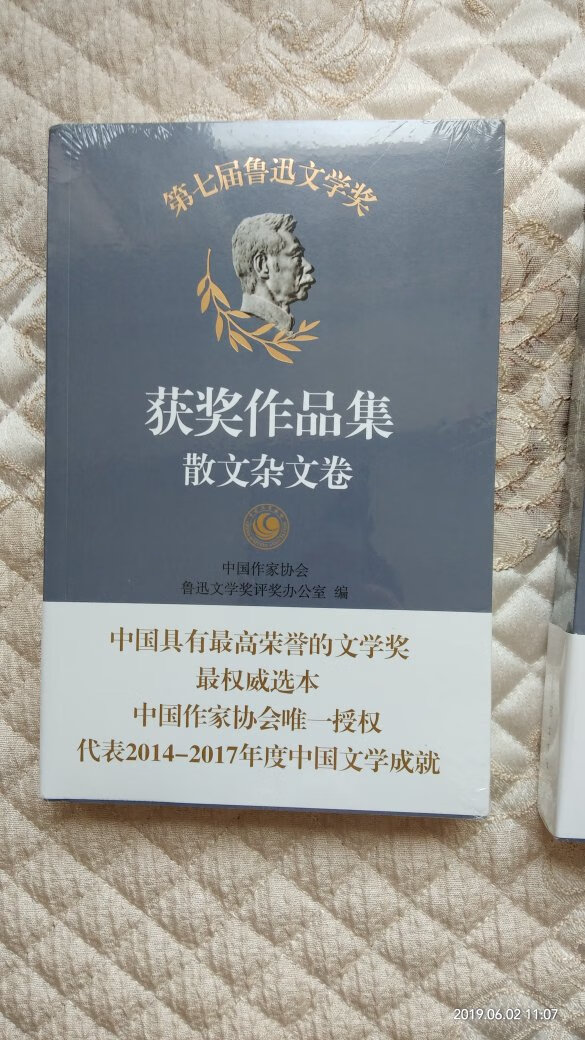 第七届鲁迅文学奖
获奖作品集
散文杂文卷
中国作家协会
鲁迅文学奖评奖办公室 编
中国具有最高荣誉的文学奖
最权威选本
中国作家协会唯一授权
代表2014-2017年度中国文学成就
2019.06.02 11:07